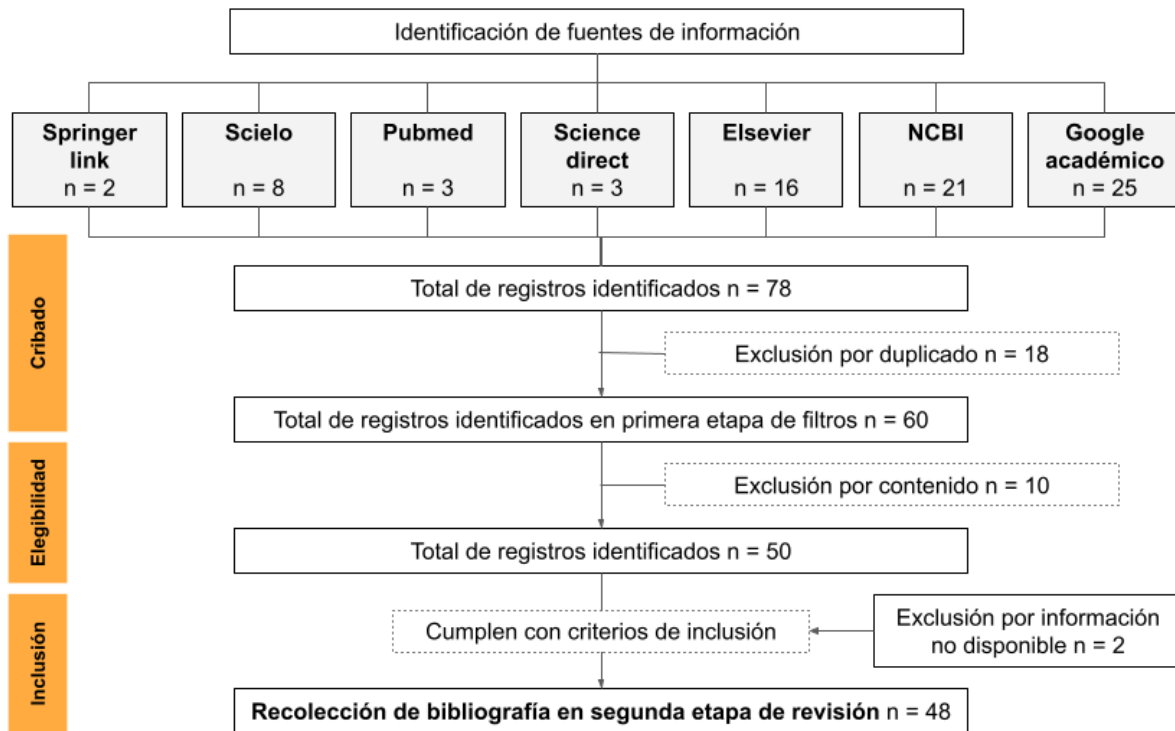 Identificación de fuentes de información
Springer
link
n = 2
Scielo
n = 8
Pubmed
n = 3
Science
direct
n = 3
Elsevier
n = 16
NCBI
n = 21
Google
académico
n = 25
Cribado
Total de registros identificados n = 78
Exclusión por duplicado n = 18
Total de registros identificados en primera etapa de filtros n = 60
Elegibilidad
Exclusión por contenido n = 10
Total de registros identificados n = 50
Inclusión
Cumplen con criterios de inclusión
Exclusión por información
no disponible n = 2
Recolección de bibliografía en segunda etapa de revisión n = 48